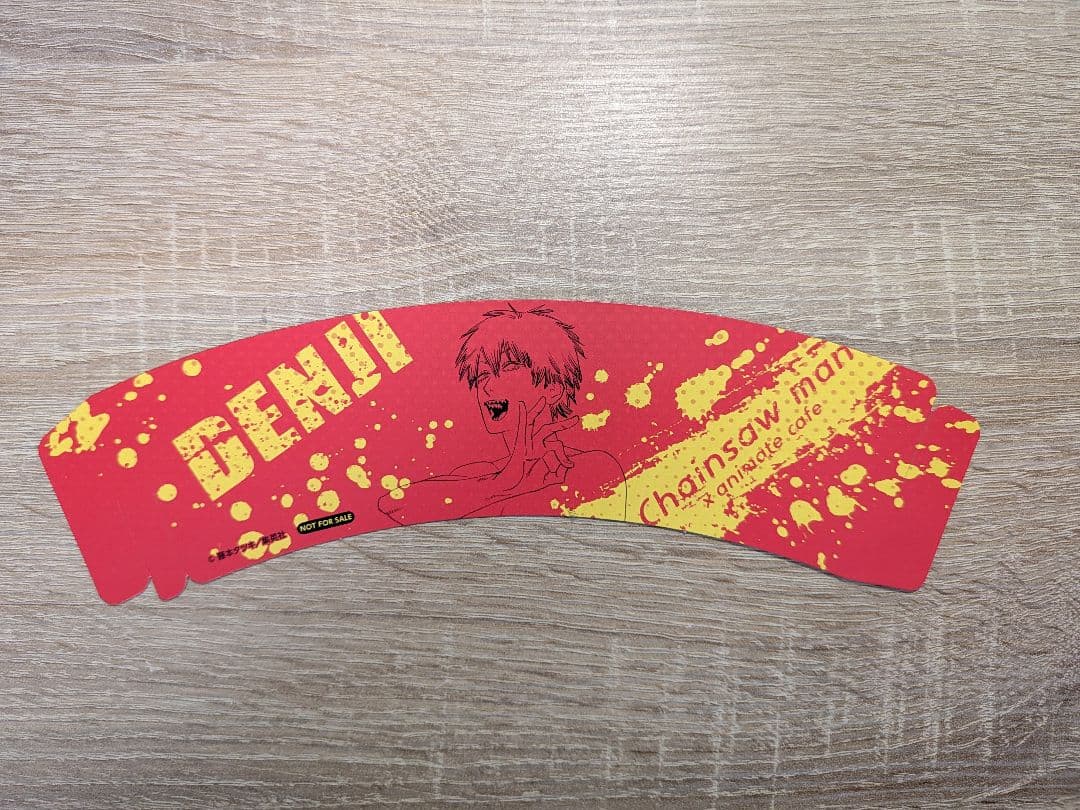 DENJI
Chainsaw man
× animate cafe
NOT FOR SALE
© 藤本タツキ／集英社